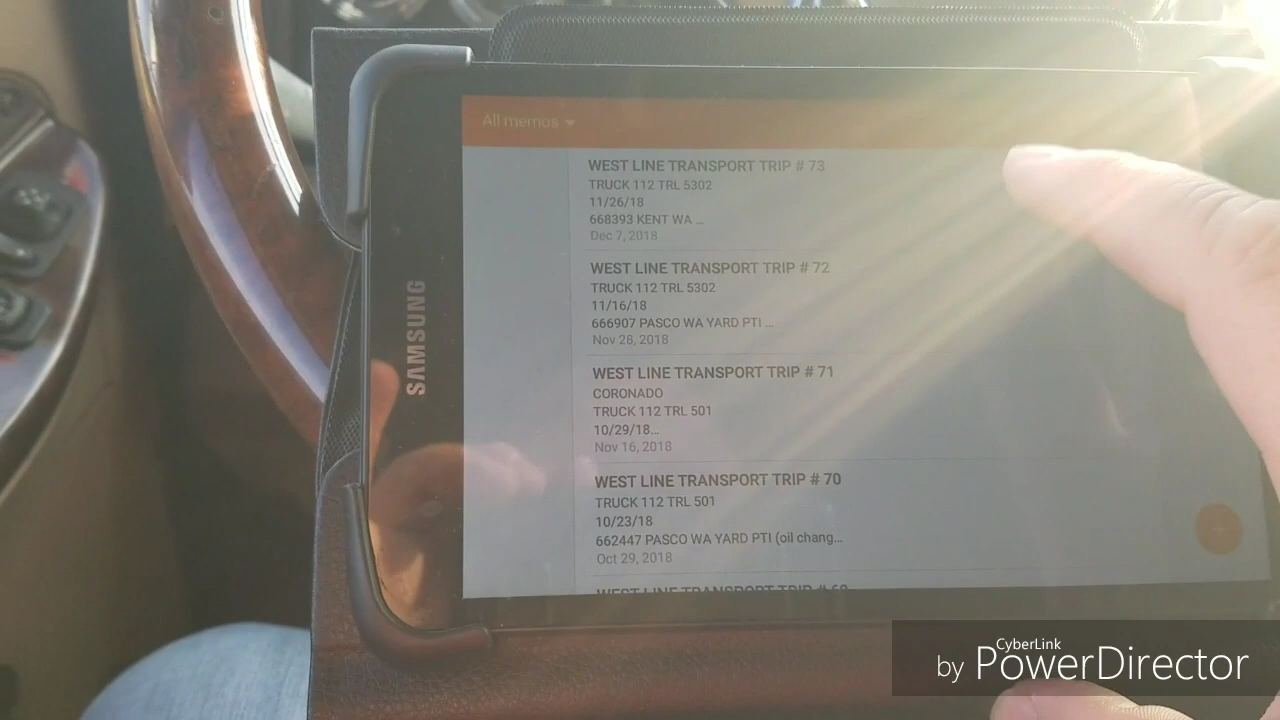 All memos
WEST LINE TRANSPORT TRIP # 73
TRUCK 112 TRL 5302
11/26/18
668393 KENT WA ...
Dec 7, 2018
WEST LINE TRANSPORT TRIP # 72
TRUCK 112 TRL 5302
11/16/18
666907 PASCO WA YARD PTI ...
Nov 28, 2018
WEST LINE TRANSPORT TRIP # 71
CORONADO
TRUCK 112 TRL 501
10/29/18...
Nov 16, 2018
WEST LINE TRANSPORT TRIP # 70
TRUCK 112 TRL 501
10/23/18
662447 PASCO WA YARD PTI (oil chang...
Oct 29, 2018
WEST LINE TRANSPORT TRIP #
SAMSUNG
CyberLink
by PowerDirector